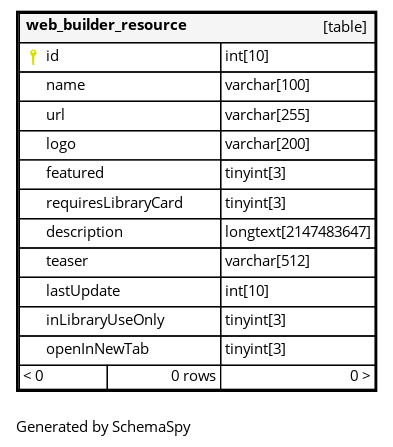 web_builder_resource [table]
id int[10]
name varchar[100]
url varchar[255]
logo varchar[200]
featured tinyint[3]
requiresLibraryCard tinyint[3]
description longtext[2147483647]
teaser varchar[512]
lastUpdate int[10]
inLibraryUseOnly tinyint[3]
openInNewTab tinyint[3]
< 0 0 rows 0 >
Generated by SchemaSpy